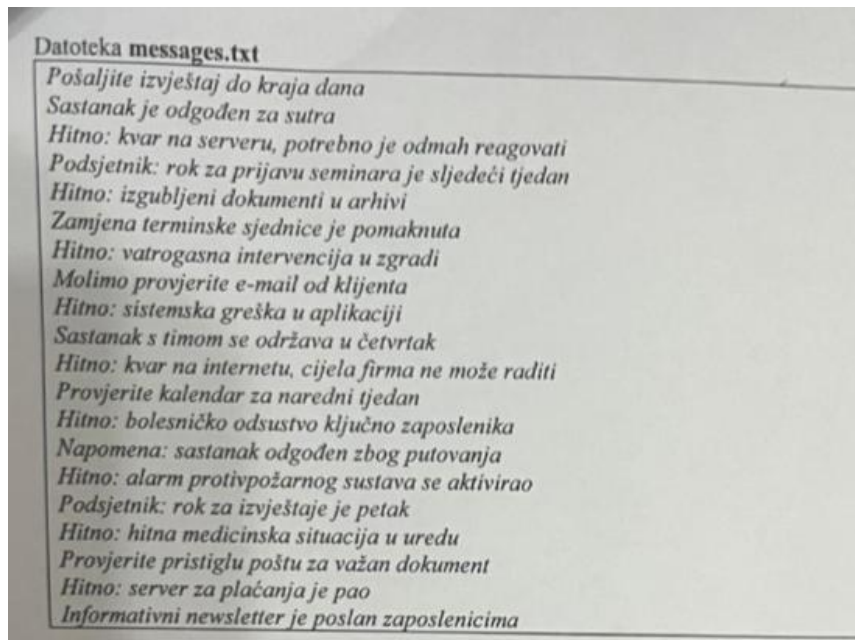 Datoteka messages.txt
Pošaljite izvještaj do kraja dana
Sastanak je odgođen za sutra
Hitno: kvar na serveru, potrebno je odmah reagovati
Podsjetnik: rok za prijavu seminara je sljedeći tjedan
Hitno: izgubljeni dokumenti u arhivi
Zamjena terminske sjednice je pomaknuta
Hitno: vatrogasna intervencija u zgradi
Molimo provjerite e-mail od klijenta
Hitno: sistemska greška u aplikaciji
Sastanak s timom se održava u četvrtak
Hitno: kvar na internetu, cijela firma ne može raditi
Provjerite kalendar za naredni tjedan
Hitno: bolesničko odsustvo ključno zaposlenika
Napomena: sastanak odgođen zbog putovanja
Hitno: alarm protivpožarnog sustava se aktivirao
Podsjetnik: rok za izvještaje je petak
Hitno: hitna medicinska situacija u uredu
Provjerite pristiglu poštu za važan dokument
Hitno: server za plaćanja je pao
Informativni newsletter je poslan zaposlenicima